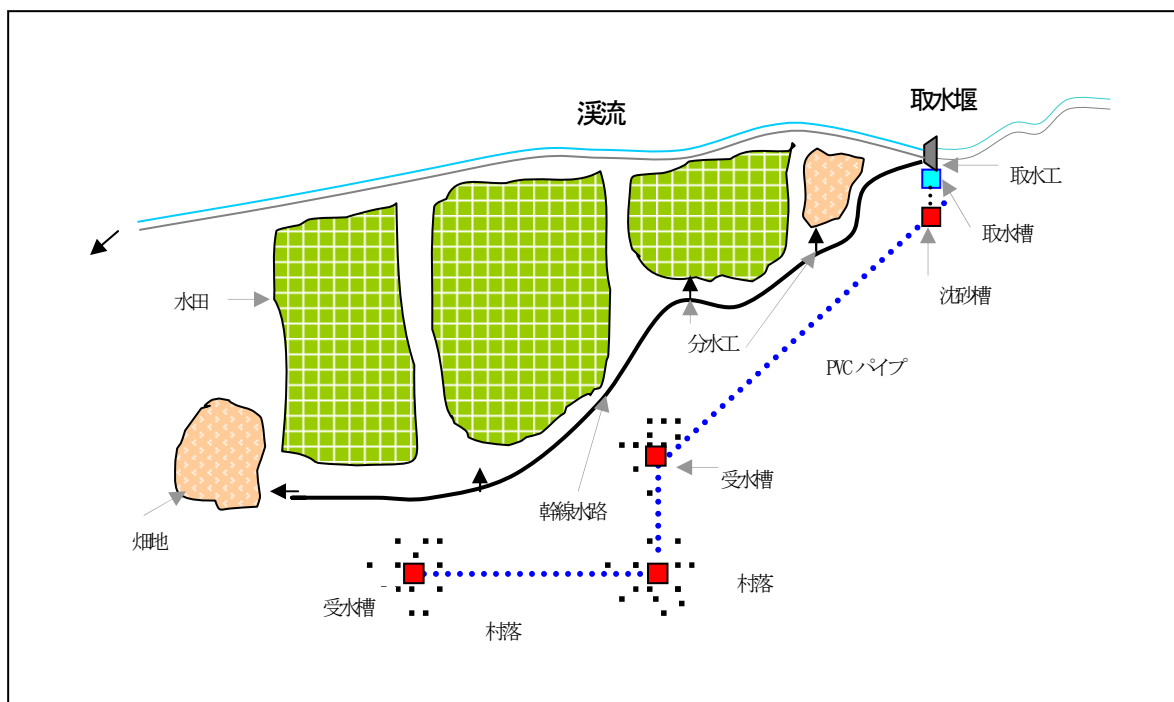 渓流
取水堰
取水工
取水槽
水田
沈砂槽
分水工
PVC パイプ
受水槽
幹線水路
畑地
村落
受水槽
村落